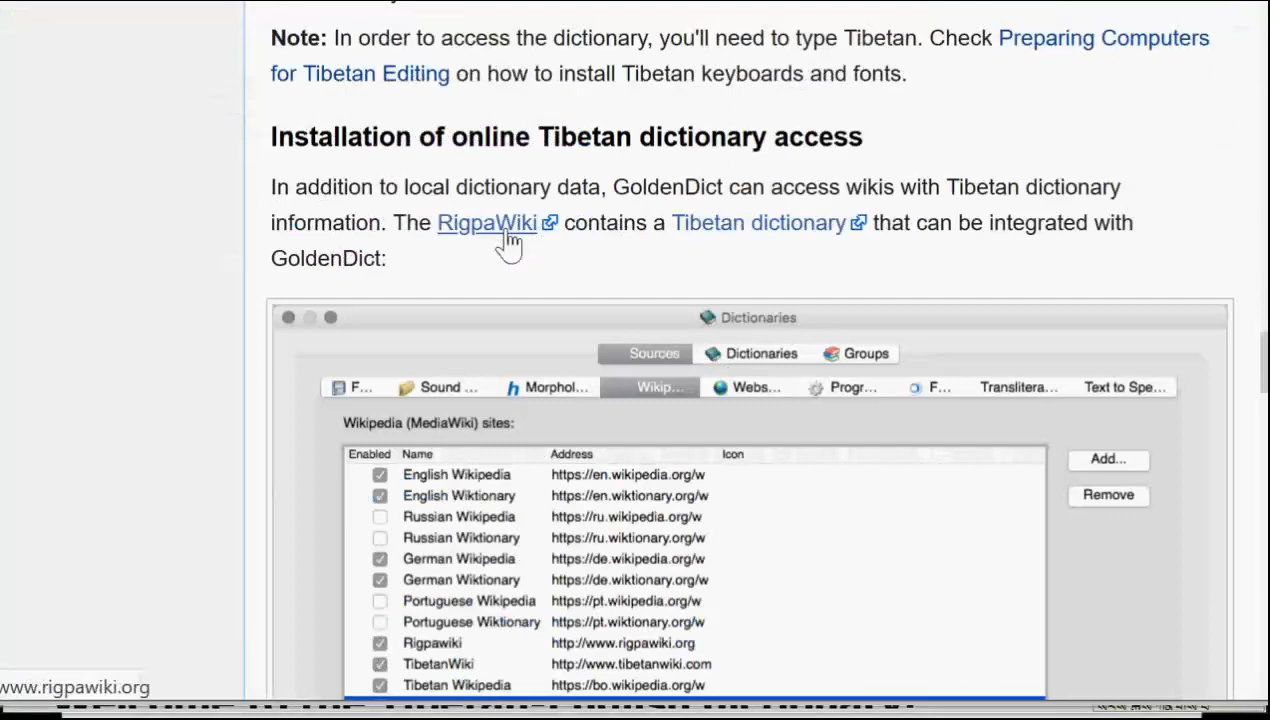 Note: In order to access the dictionary, you'll need to type Tibetan. Check Preparing Computers
for Tibetan Editing on how to install Tibetan keyboards and fonts.
Installation of online Tibetan dictionary access
In addition to local dictionary data, GoldenDict can access wikis with Tibetan dictionary
information. The RigpaWiki contains a Tibetan dictionary that can be integrated with
GoldenDict:
Dictionaries
Sources Dictionaries Groups
F... Sound ... Morphol... Wikip... Webs... Progr... F... Translitera... Text to Spe...
Wikipedia (MediaWiki) sites:
Enabled Name Address Icon
Add...
English Wikipedia https://en.wikipedia.org/w
English Wiktionary https://en.wiktionary.org/w
Remove
Russian Wikipedia https://ru.wikipedia.org/w
Russian Wiktionary https://ru.wiktionary.org/w
German Wikipedia https://de.wikipedia.org/w
German Wiktionary https://de.wiktionary.org/w
Portuguese Wikipedia https://pt.wikipedia.org/w
Portuguese Wiktionary https://pt.wiktionary.org/w
Rigpawiki http://www.rigpawiki.org
TibetanWiki http://www.tibetanwiki.com
Tibetan Wikipedia https://bo.wikipedia.org/w
www.rigpawiki.org